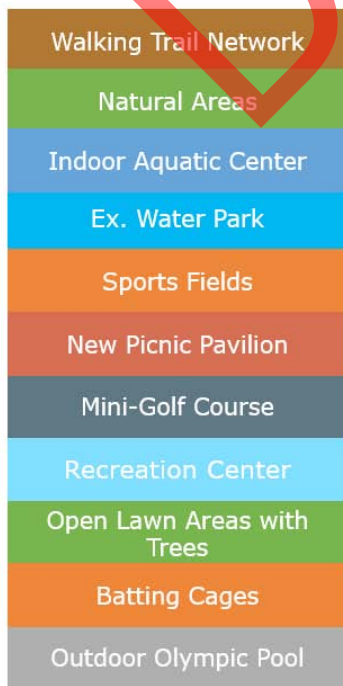 Walking Trail Network
Natural Areas
Indoor Aquatic Center
Ex. Water Park
Sports Fields
New Picnic Pavilion
Mini-Golf Course
Recreation Center
Open Lawn Areas with
Trees
Batting Cages
Outdoor Olympic Pool